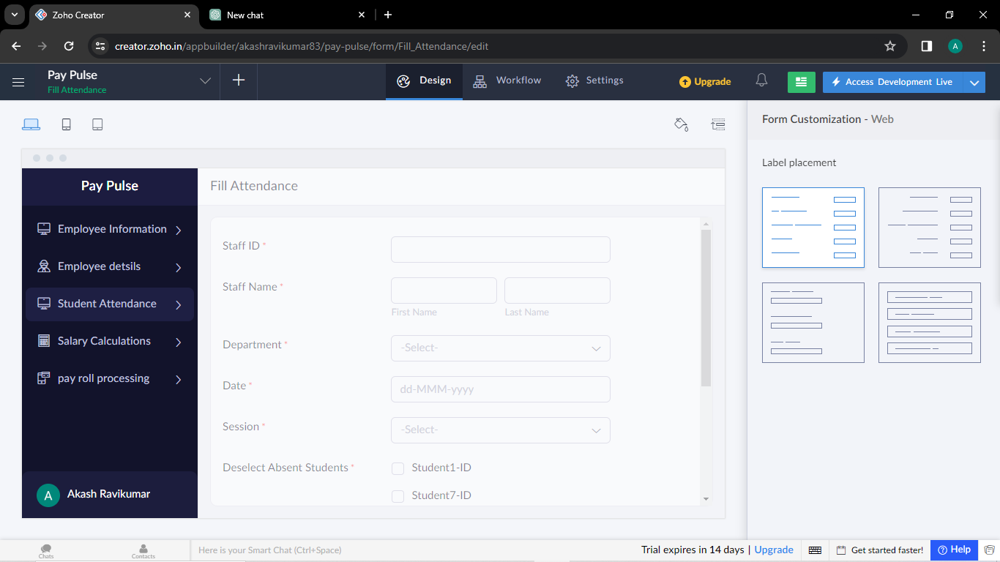 Zoho Creator
New chat
creator.zoho.in/appbuilder/akashravikumar83/pay-pulse/form/Fill_Attendance/edit
A
Pay Pulse
Fill Attendance
Design
Workflow
Settings
Upgrade
Access Development Live
Form Customization - Web
Label placement
Pay Pulse
Employee Information
Employee detsils
Student Attendance
Salary Calculations
pay roll processing
A
Akash Ravikumar
Fill Attendance
Staff ID *
Staff Name *
First Name
Last Name
Department *
-Select-
Date *
dd-MMM-yyyy
Session *
-Select-
Deselect Absent Students *
Student1-ID
Student7-ID
Chats
Contacts
Here is your Smart Chat (Ctrl+Space)
Trial expires in 14 days | Upgrade
Get started faster!
Help